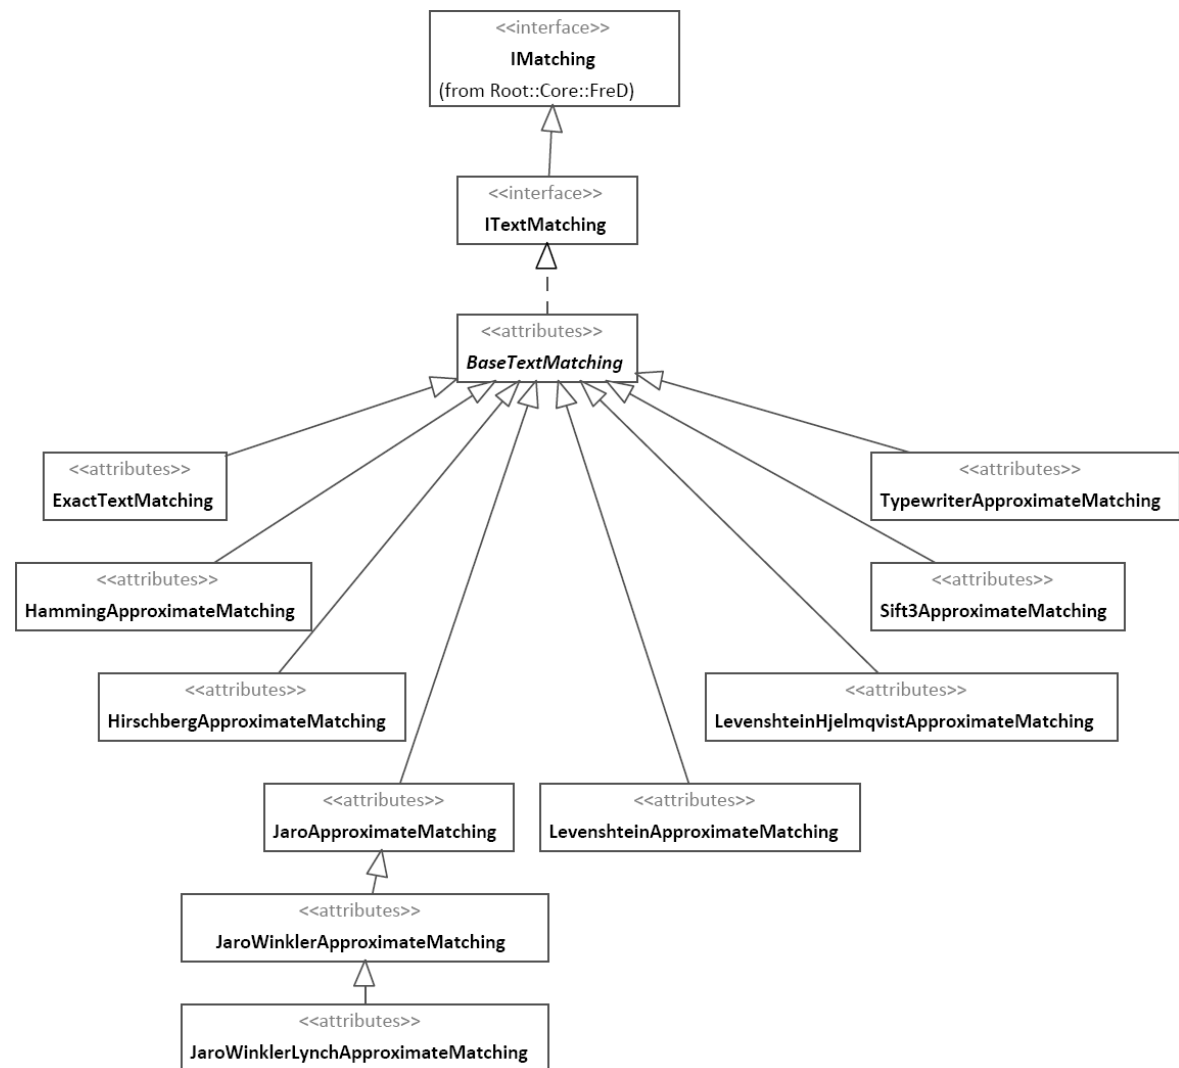 <<interface>>
IMatching
(from Root::Core::FreD)
<<interface>>
ITextMatching
<<attributes>>
BaseTextMatching
<<attributes>>
ExactTextMatching
<<attributes>>
TypewriterApproximateMatching
<<attributes>>
HammingApproximateMatching
<<attributes>>
Sift3ApproximateMatching
<<attributes>>
HirschbergApproximateMatching
<<attributes>>
LevenshteinHjelmqvistApproximateMatching
<<attributes>>
JaroApproximateMatching
<<attributes>>
LevenshteinApproximateMatching
<<attributes>>
JaroWinklerApproximateMatching
<<attributes>>
JaroWinklerLynchApproximateMatching